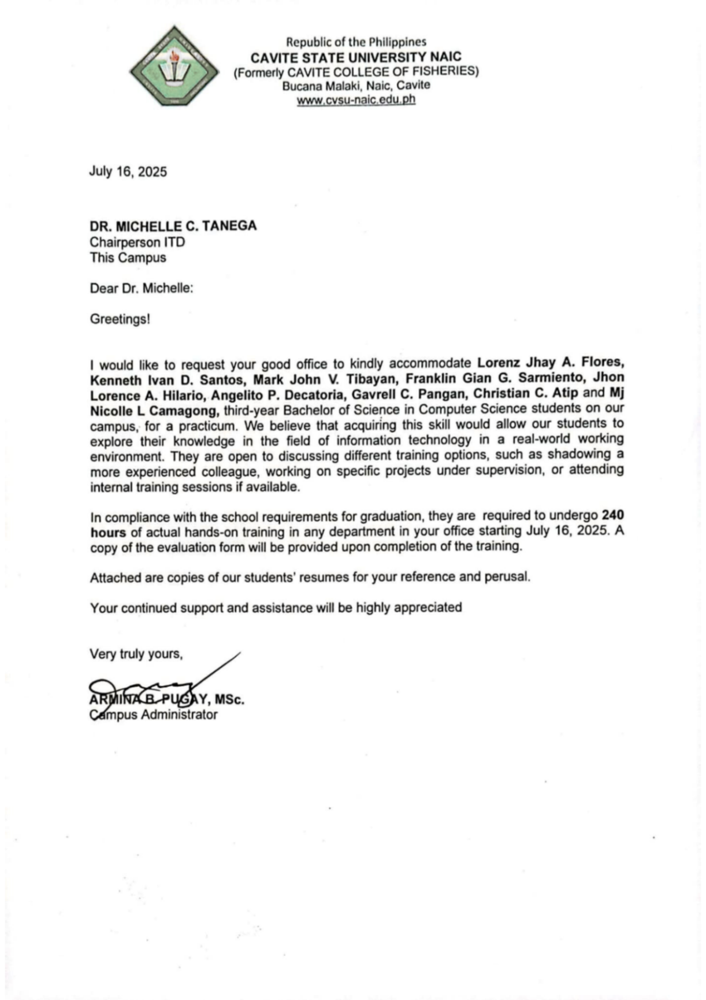 Republic of the Philippines
CAVITE STATE UNIVERSITY NAIC
(Formerly CAVITE COLLEGE OF FISHERIES)
Bucana Malaki, Naic, Cavite
www.cvsu-naic.edu.ph
July 16, 2025
DR. MICHELLE C. TANEGA
Chairperson ITD
This Campus
Dear Dr. Michelle:
Greetings!
I would like to request your good office to kindly accommodate Lorenz Jhay A. Flores,
Kenneth Ivan D. Santos, Mark John V. Tibayan, Franklin Gian G. Sarmiento, Jhon
Lorence A. Hilario, Angelito P. Decatoria, Gavrell C. Pangan, Christian C. Atip and Mj
Nicolle L Camagong, third-year Bachelor of Science in Computer Science students on our
campus, for a practicum. We believe that acquiring this skill would allow our students to
explore their knowledge in the field of information technology in a real-world working
environment. They are open to discussing different training options, such as shadowing a
more experienced colleague, working on specific projects under supervision, or attending
internal training sessions if available.
In compliance with the school requirements for graduation, they are required to undergo 240
hours of actual hands-on training in any department in your office starting July 16, 2025. A
copy of the evaluation form will be provided upon completion of the training.
Attached are copies of our students' resumes for your reference and perusal.
Your continued support and assistance will be highly appreciated
Very truly yours,
ARMINA B. PUGAY, MSc.
Campus Administrator